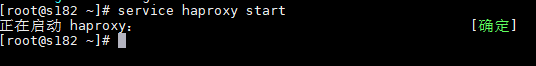 [root@s182 ~]# service haproxy start
正在启动 haproxy： [确定]
[root@s182 ~]#